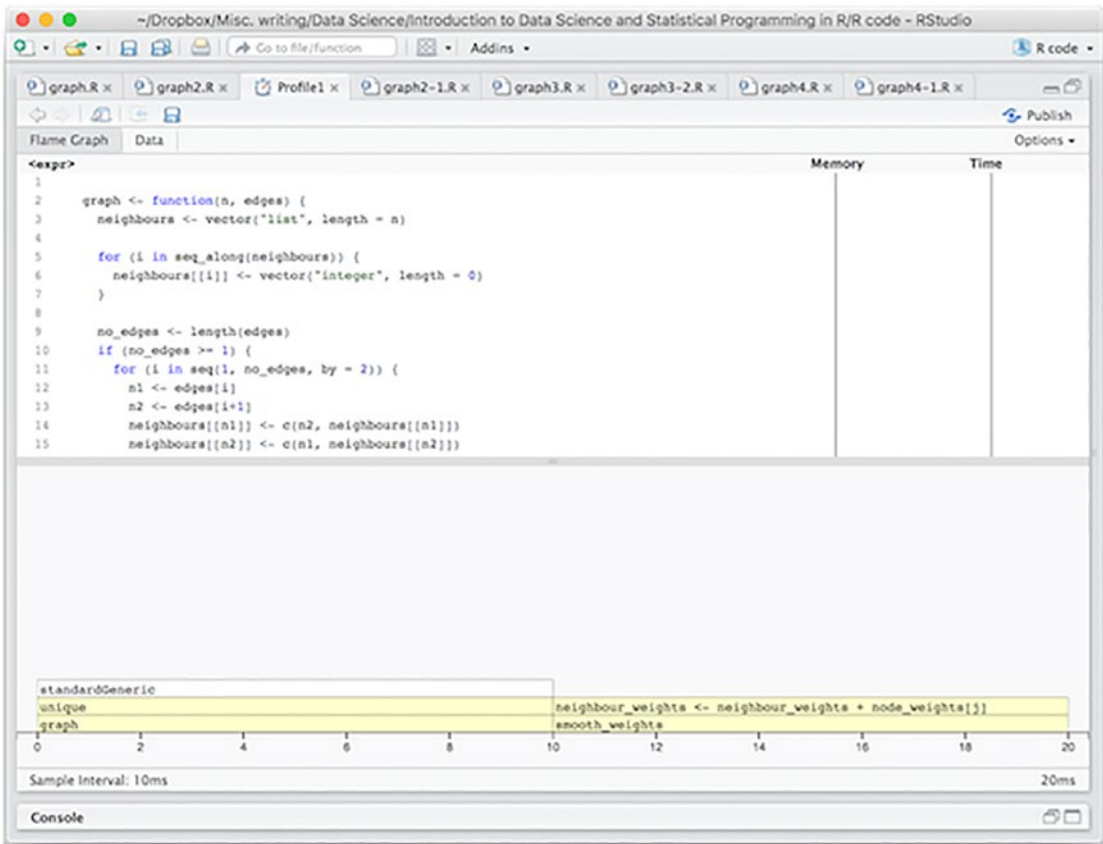 ~/Dropbox/Misc. writing/Data Science/Introduction to Data Science and Statistical Programming in R/R code - RStudio
Go to file/function Addins R code
graph.R graph2.R Profile1 graph2-1.R graph3.R graph3-2.R graph4.R graph4-1.R
Publish
Flame Graph Data Options
<expr> Memory Time
1
2 graph <- function(n, edges) {
3 neighbours <- vector("list", length = n)
4
5 for (i in seq_along(neighbours)) {
6 neighbours[[i]] <- vector("integer", length = 0)
7 }
8
9 no_edges <- length(edges)
10 if (no_edges >= 1) {
11 for (i in seq(1, no_edges, by = 2)) {
12 n1 <- edges[i]
13 n2 <- edges[i+1]
14 neighbours[[n1]] <- c(n2, neighbours[[n1]])
15 neighbours[[n2]] <- c(n1, neighbours[[n2]])
standardGeneric
unique neighbour_weights <- neighbour_weights + node_weights[j]
graph smooth_weights
0 2 4 6 8 10 12 14 16 18 20
Sample Interval: 10ms 20ms
Console